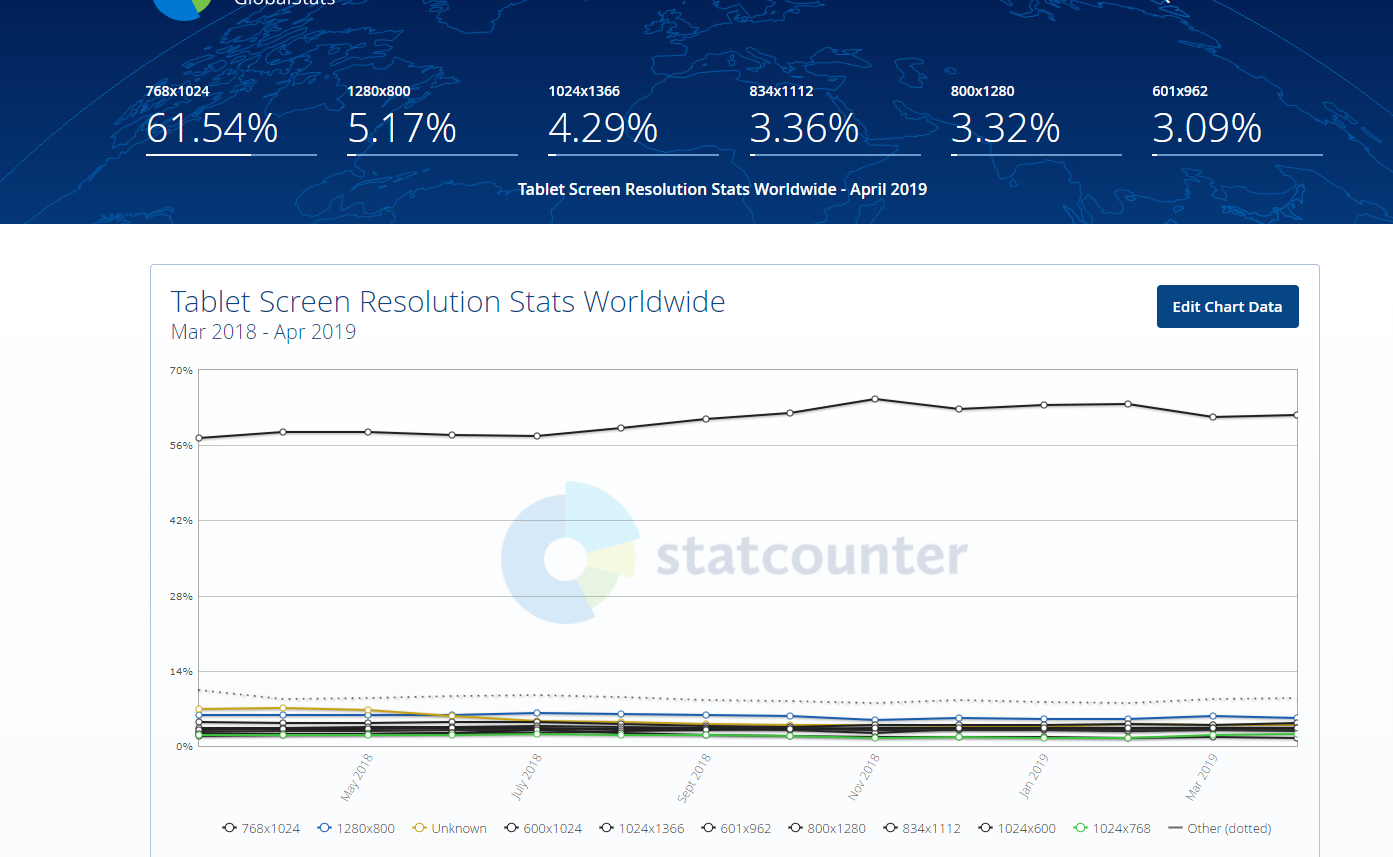 GlobalStats
768x1024 1280x800 1024x1366 834x1112 800x1280 601x962
61.54% 5.17% 4.29% 3.36% 3.32% 3.09%
Tablet Screen Resolution Stats Worldwide - April 2019
Tablet Screen Resolution Stats Worldwide
Edit Chart Data
Mar 2018 - Apr 2019
70%
56%
42%
statcounter
28%
14%
0%
May 2018 July 2018 Sept 2018 Nov 2018 Jan 2019 Mar 2019
768x1024 1280x800 Unknown 600x1024 1024x1366 601x962 800x1280 834x1112 1024x600 1024x768 Other (dotted)